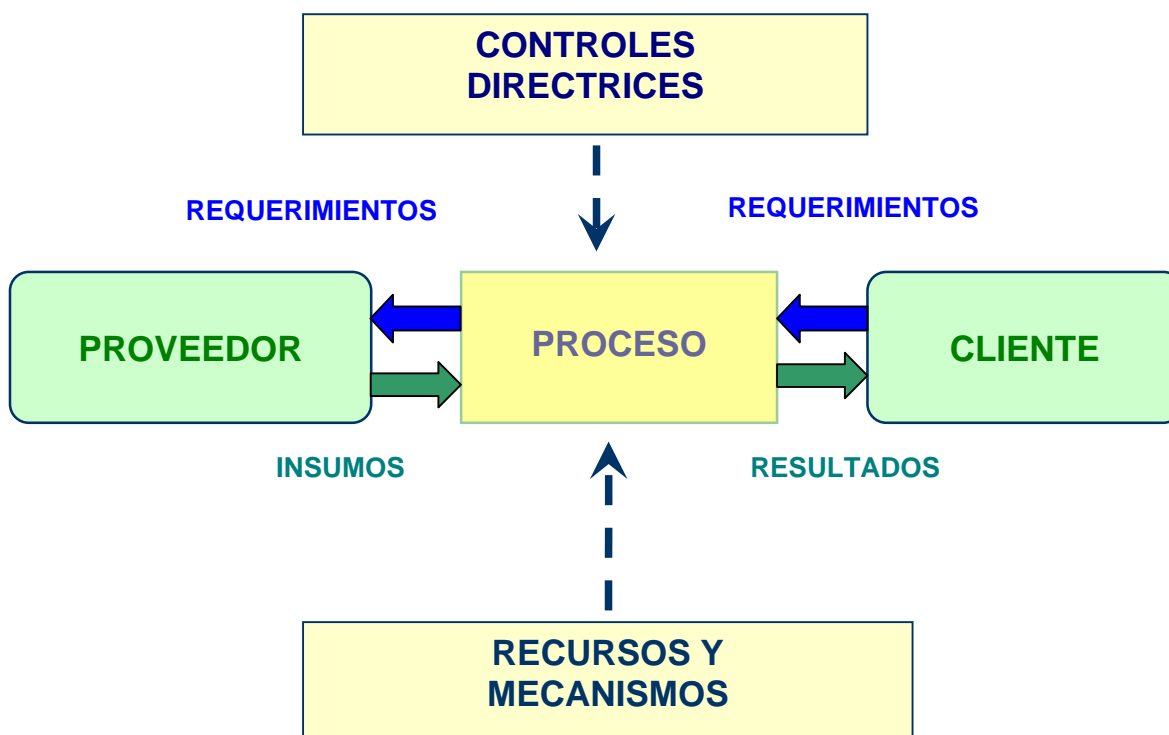 CONTROLES
DIRECTRICES
REQUERIMIENTOS
REQUERIMIENTOS
PROVEEDOR
PROCESO
CLIENTE
INSUMOS
RESULTADOS
RECURSOS Y
MECANISMOS